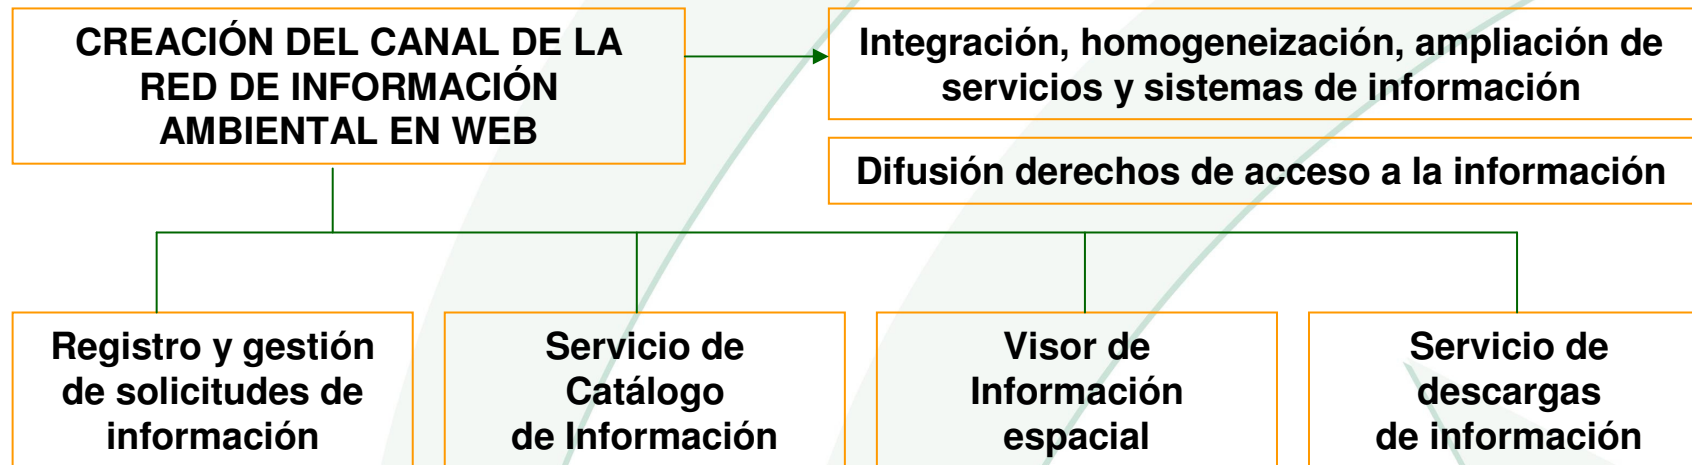 CREACIÓN DEL CANAL DE LA
RED DE INFORMACIÓN
AMBIENTAL EN WEB
Integración, homogeneización, ampliación de
servicios y sistemas de información
Difusión derechos de acceso a la información
Registro y gestión
de solicitudes de
información
Servicio de
Catálogo
de Información
Visor de
Información
espacial
Servicio de
descargas
de información